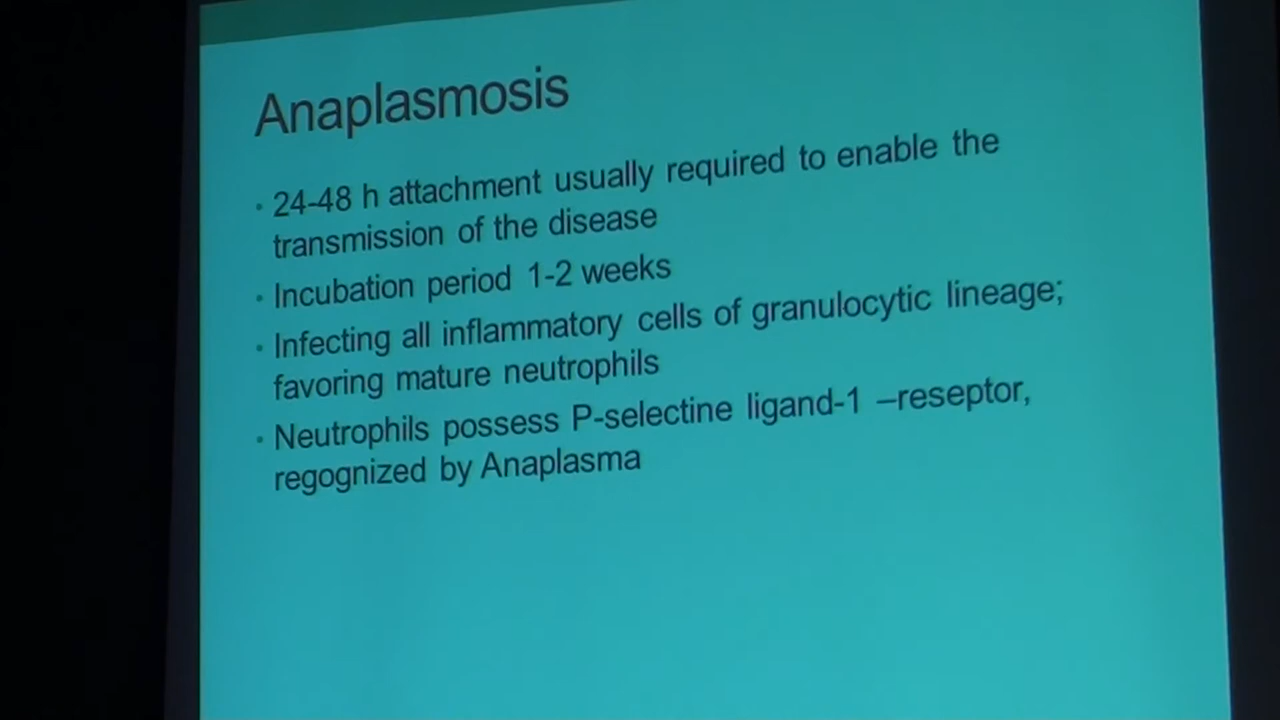 Anaplasmosis
· 24-48 h attachment usually required to enable the
transmission of the disease
· Incubation period 1-2 weeks
· Infecting all inflammatory cells of granulocytic lineage;
favoring mature neutrophils
· Neutrophils possess P-selectine ligand-1 –reseptor,
regognized by Anaplasma